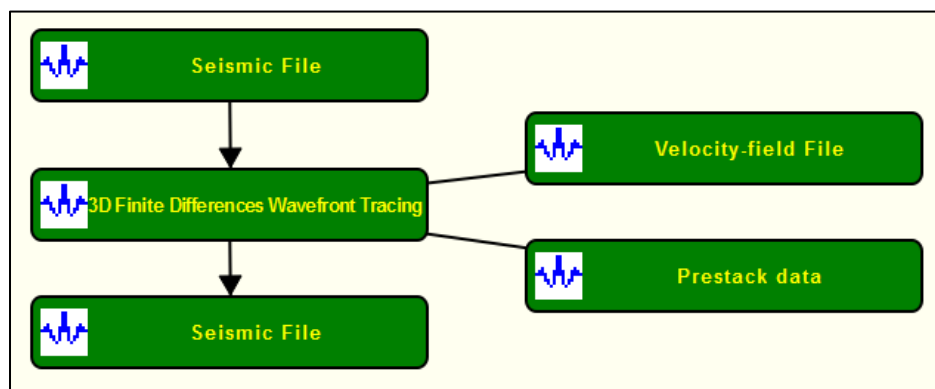 Seismic File
Velocity-field File
3D Finite Differences Wavefront Tracing
Prestack data
Seismic File